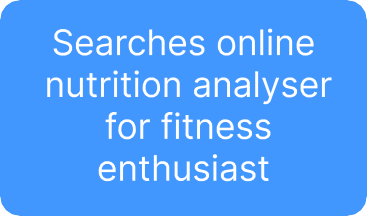 Searches online
nutrition analyser
for fitness
enthusiast